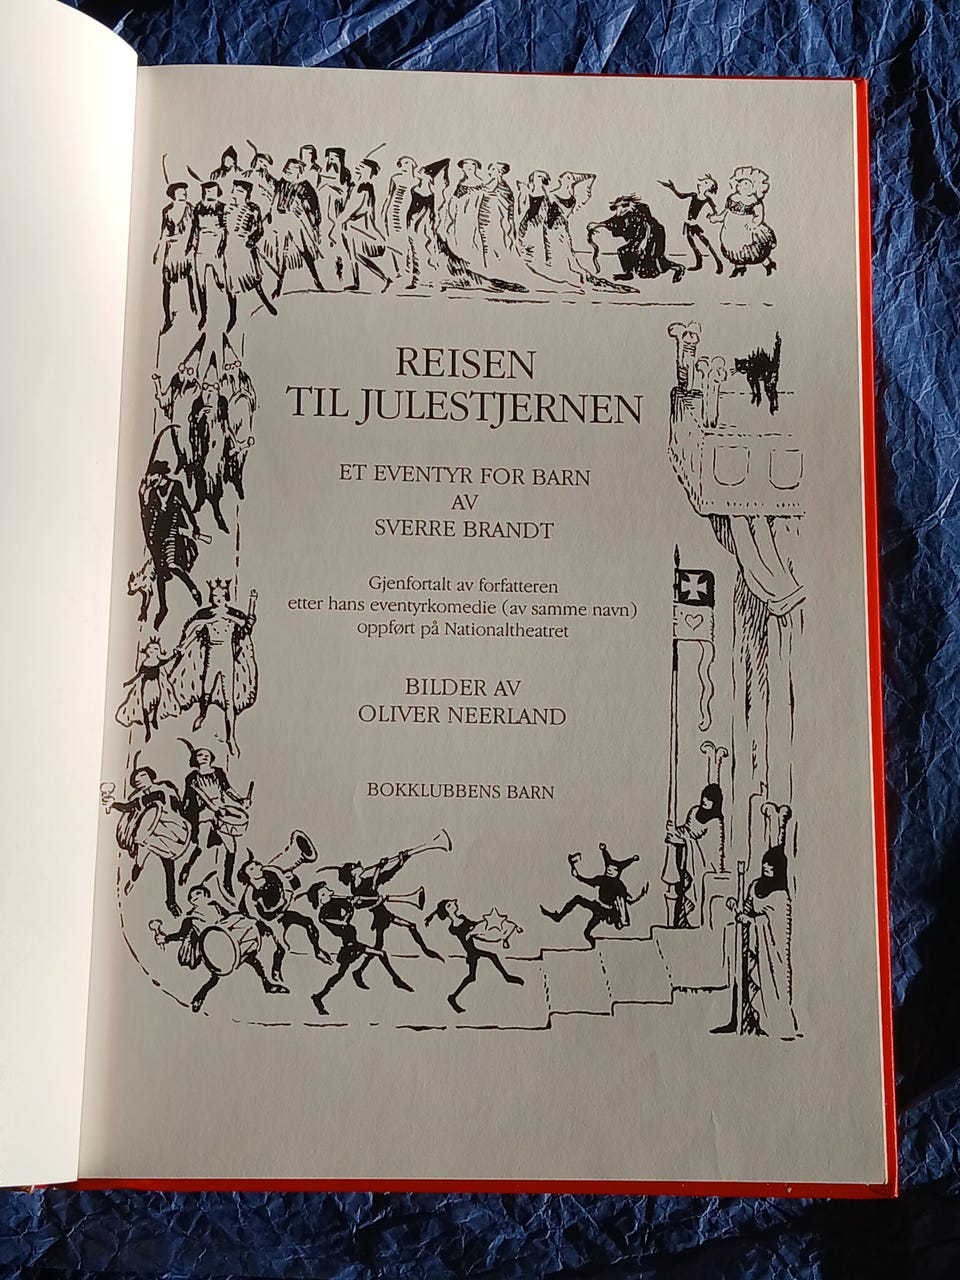 REISEN
TIL JULESTJERNEN
ET EVENTYR FOR BARN
AV
SVERRE BRANDT
Gjenfortalt av forfatteren
etter hans eventyrkomedie (av samme navn)
oppført på Nationaltheatret
BILDER AV
OLIVER NEERLAND
BOKKLUBBENS BARN